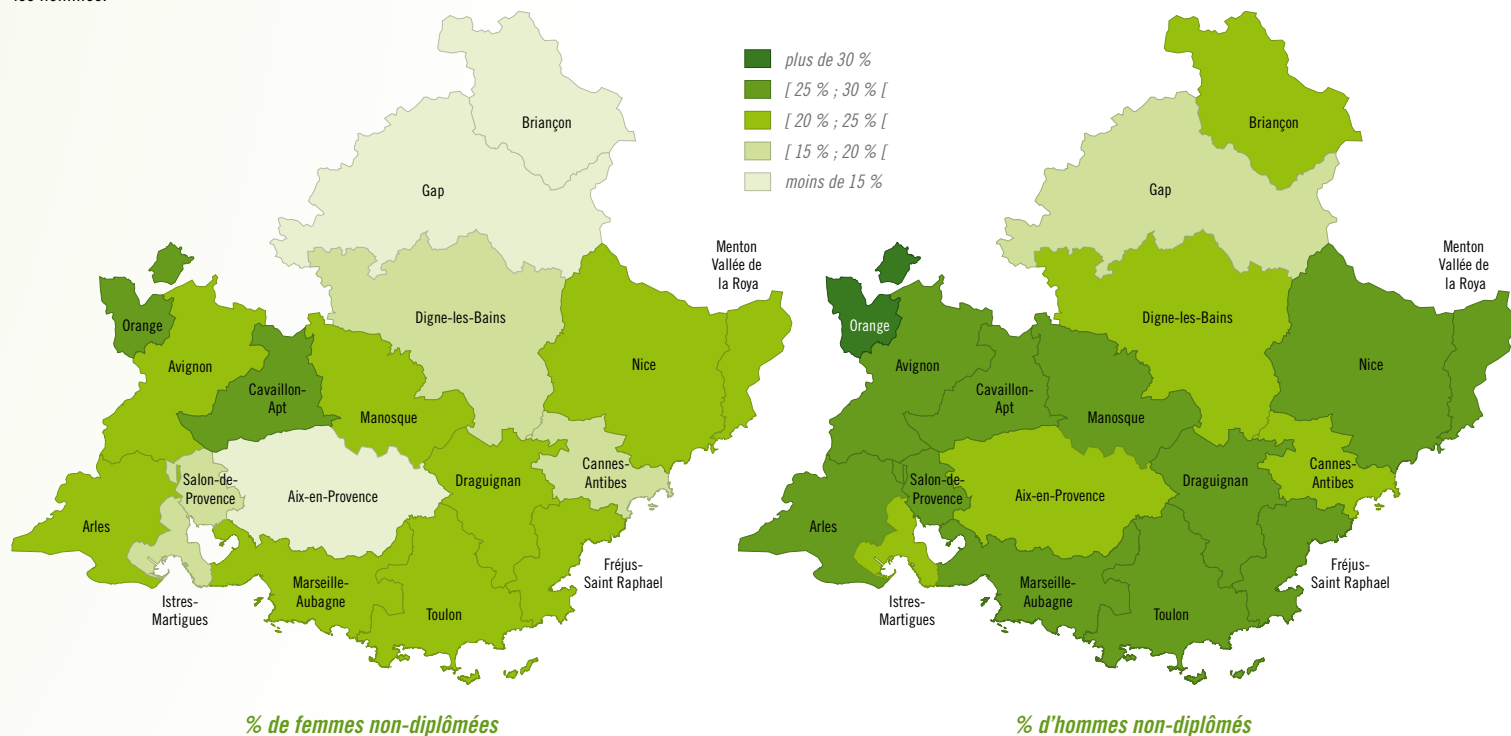 les hommes.
plus de 30 %
[ 25 % ; 30 % [
[ 20 % ; 25 % [
[ 15 % ; 20 % [
moins de 15 %
Briançon
Gap
Menton
Vallée de
la Roya
Orange
Digne-les-Bains
Avignon
Nice
Cavaillon-
Apt
Manosque
Salon-de-
Provence
Aix-en-Provence
Draguignan
Cannes-
Antibes
Arles
Fréjus-
Saint Raphael
Marseille-
Aubagne
Istres-
Martigues
Toulon
% de femmes non-diplômées
Briançon
Gap
Menton
Vallée de
la Roya
Orange
Digne-les-Bains
Avignon
Nice
Cavaillon-
Apt
Manosque
Salon-de-
Provence
Aix-en-Provence
Draguignan
Cannes-
Antibes
Arles
Fréjus-
Saint Raphael
Marseille-
Aubagne
Istres-
Martigues
Toulon
% d'hommes non-diplômés